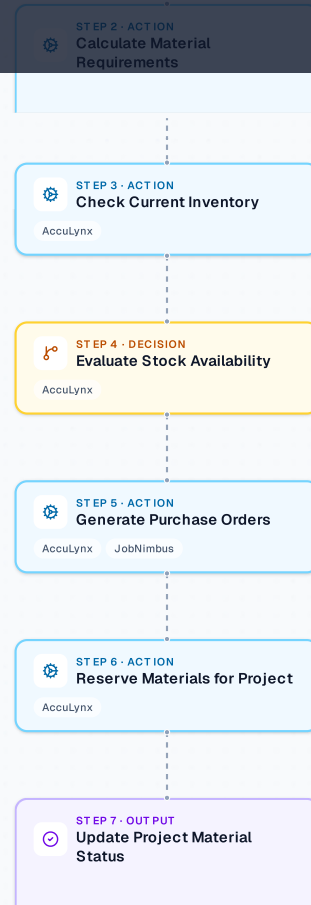 STEP 2 · ACTION
Calculate Material
Requirements
STEP 3 · ACTION
Check Current Inventory
AccuLynx
STEP 4 · DECISION
Evaluate Stock Availability
AccuLynx
STEP 5 · ACTION
Generate Purchase Orders
AccuLynx JobNimbus
STEP 6 · ACTION
Reserve Materials for Project
AccuLynx
STEP 7 · OUTPUT
Update Project Material
Status